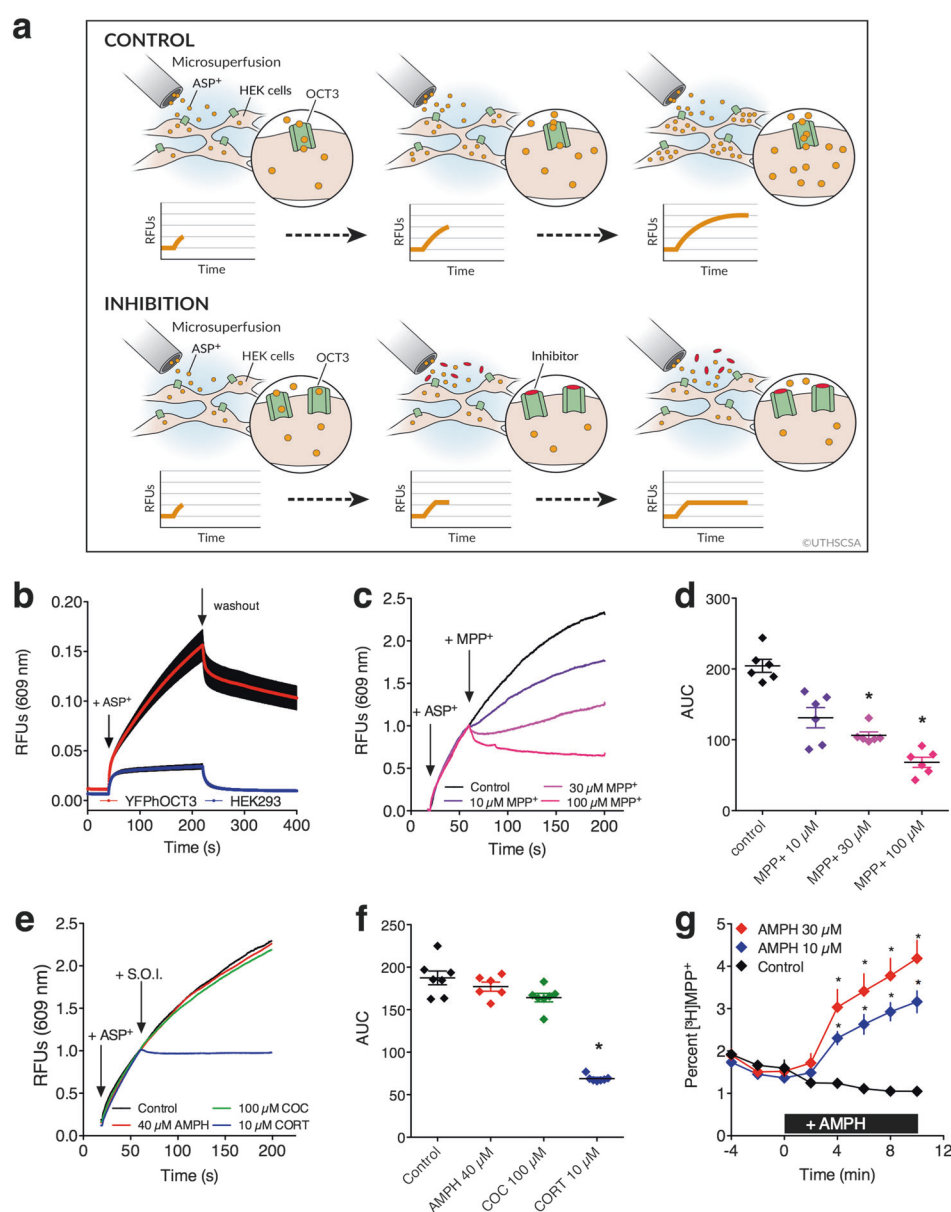 a
CONTROL
Microsuperfusion
ASP⁺
HEK cells
OCT3
RFUs
Time
RFUs
Time
RFUs
Time
INHIBITION
Microsuperfusion
ASP⁺
HEK cells
OCT3
Inhibitor
RFUs
Time
RFUs
Time
RFUs
Time
©UTHSCSA
b
RFUs (609 nm)
0.20
0.15
0.10
0.05
0.00
+ ASP⁺
washout
YFPhOCT3
HEK293
0 100 200 300 400
Time (s)
c
RFUs (609 nm)
2.5
2.0
1.5
1.0
0.5
0.0
+ MPP⁺
+ ASP⁺
Control
10 µM MPP⁺
30 µM MPP⁺
100 µM MPP⁺
0 50 100 150 200
Time (s)
d
AUC
300
200
100
0
*
*
control
MPP+ 10 µM
MPP+ 30 µM
MPP+ 100 µM
e
RFUs (609 nm)
2.5
2.0
1.5
1.0
0.5
0.0
+ S.O.I.
+ ASP⁺
Control
40 µM AMPH
100 µM COC
10 µM CORT
0 50 100 150 200
Time (s)
f
AUC
250
200
150
100
50
0
*
Control
AMPH 40 µM
COC 100 µM
CORT 10 µM
g
Percent [³H]MPP⁺
5
4
3
2
1
0
AMPH 30 µM
AMPH 10 µM
Control
* * * *
* * * *
+ AMPH
-4 0 4 8 12
Time (min)